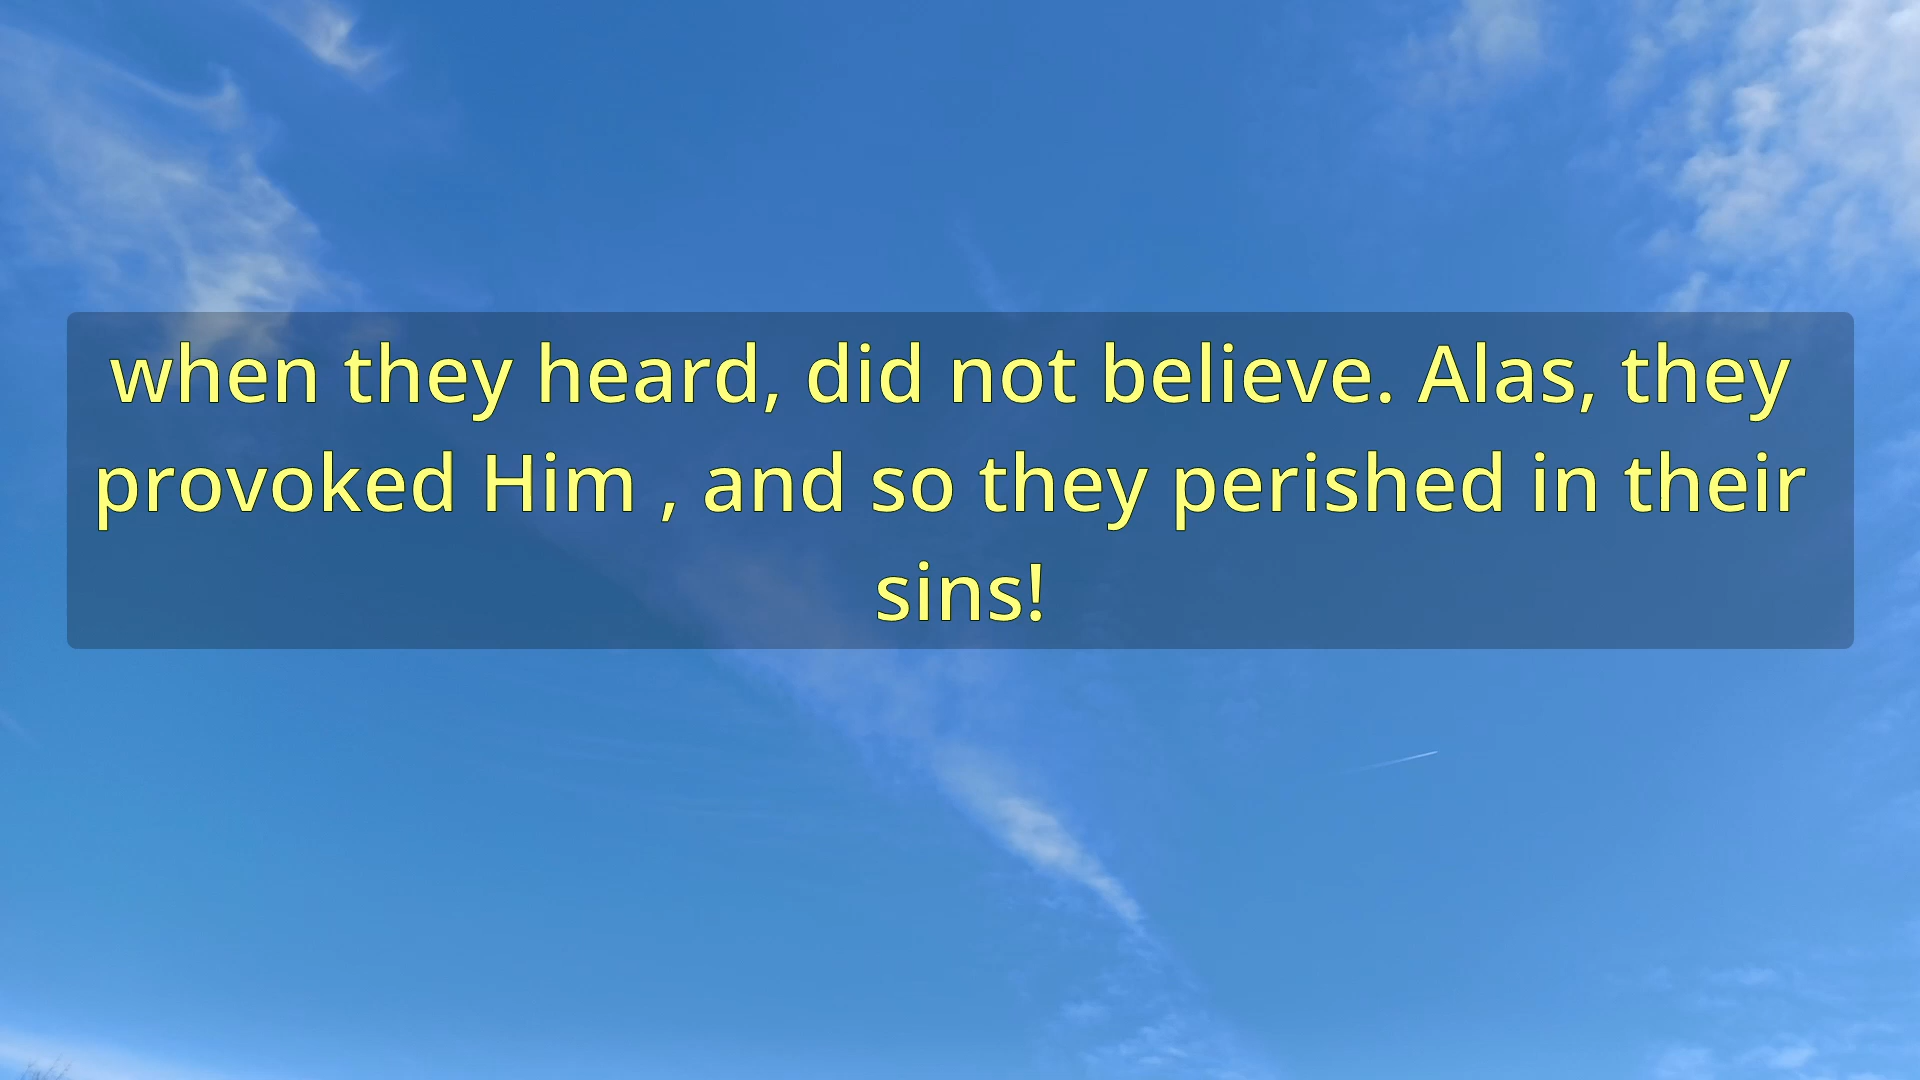 when they heard, did not believe. Alas, they
provoked Him , and so they perished in their
sins!